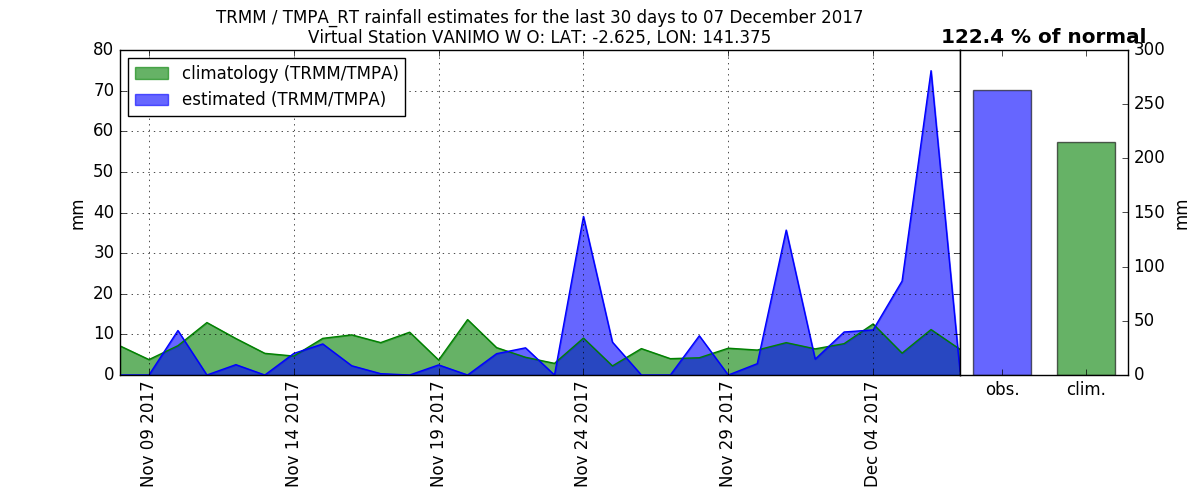 TRMM / TMPA_RT rainfall estimates for the last 30 days to 07 December 2017
Virtual Station VANIMO W O: LAT: -2.625, LON: 141.375
122.4 % of normal
climatology (TRMM/TMPA)
estimated (TRMM/TMPA)
mm
80
70
60
50
40
30
20
10
0
Nov 09 2017
Nov 14 2017
Nov 19 2017
Nov 24 2017
Nov 29 2017
Dec 04 2017
obs.
clim.
300
250
200
150
100
50
0
mm